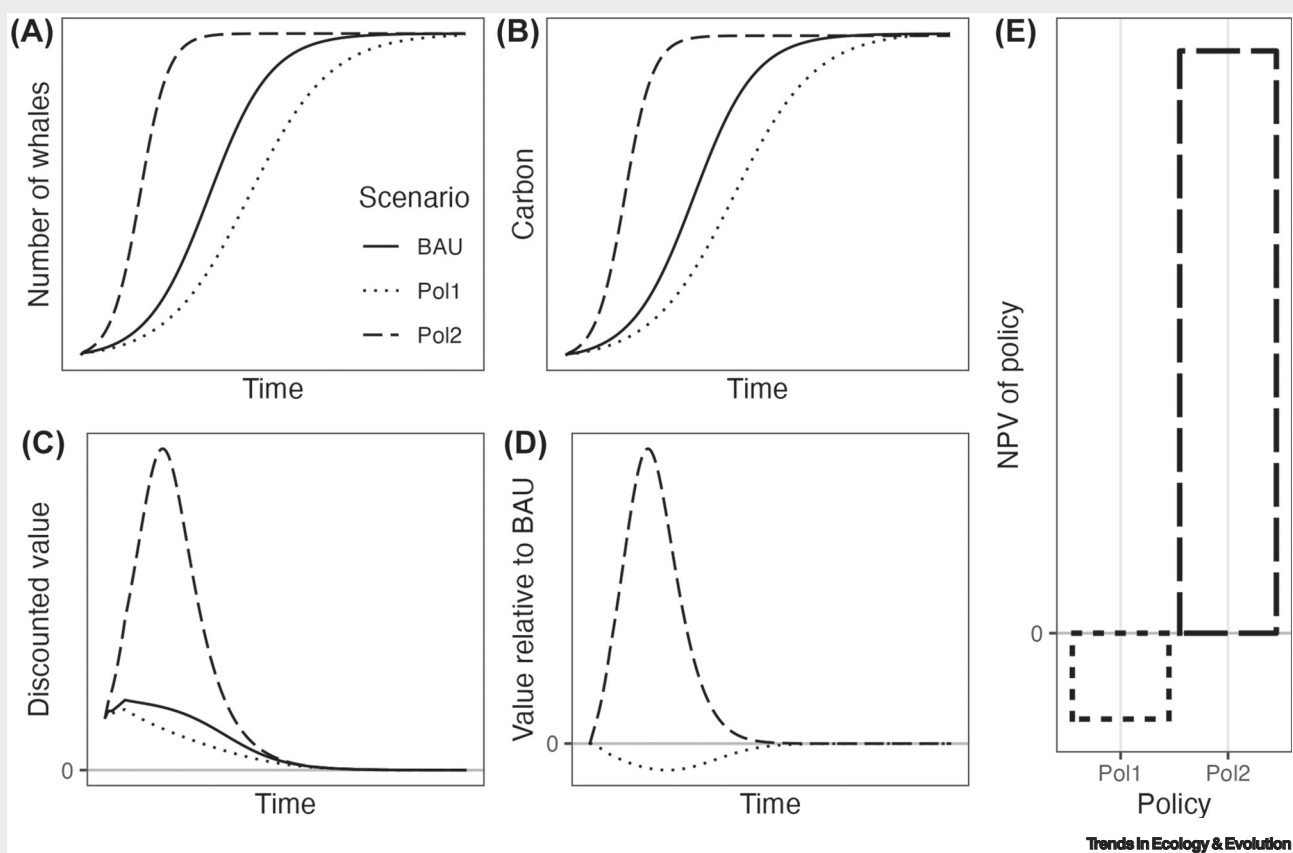 (A)
Number of whales
Scenario
BAU
Pol1
Pol2
Time
(B)
Carbon
Time
(C)
Discounted value
0
Time
(D)
Value relative to BAU
0
Time
(E)
NPV of policy
0
Pol1
Pol2
Policy
Trends in Ecology & Evolution